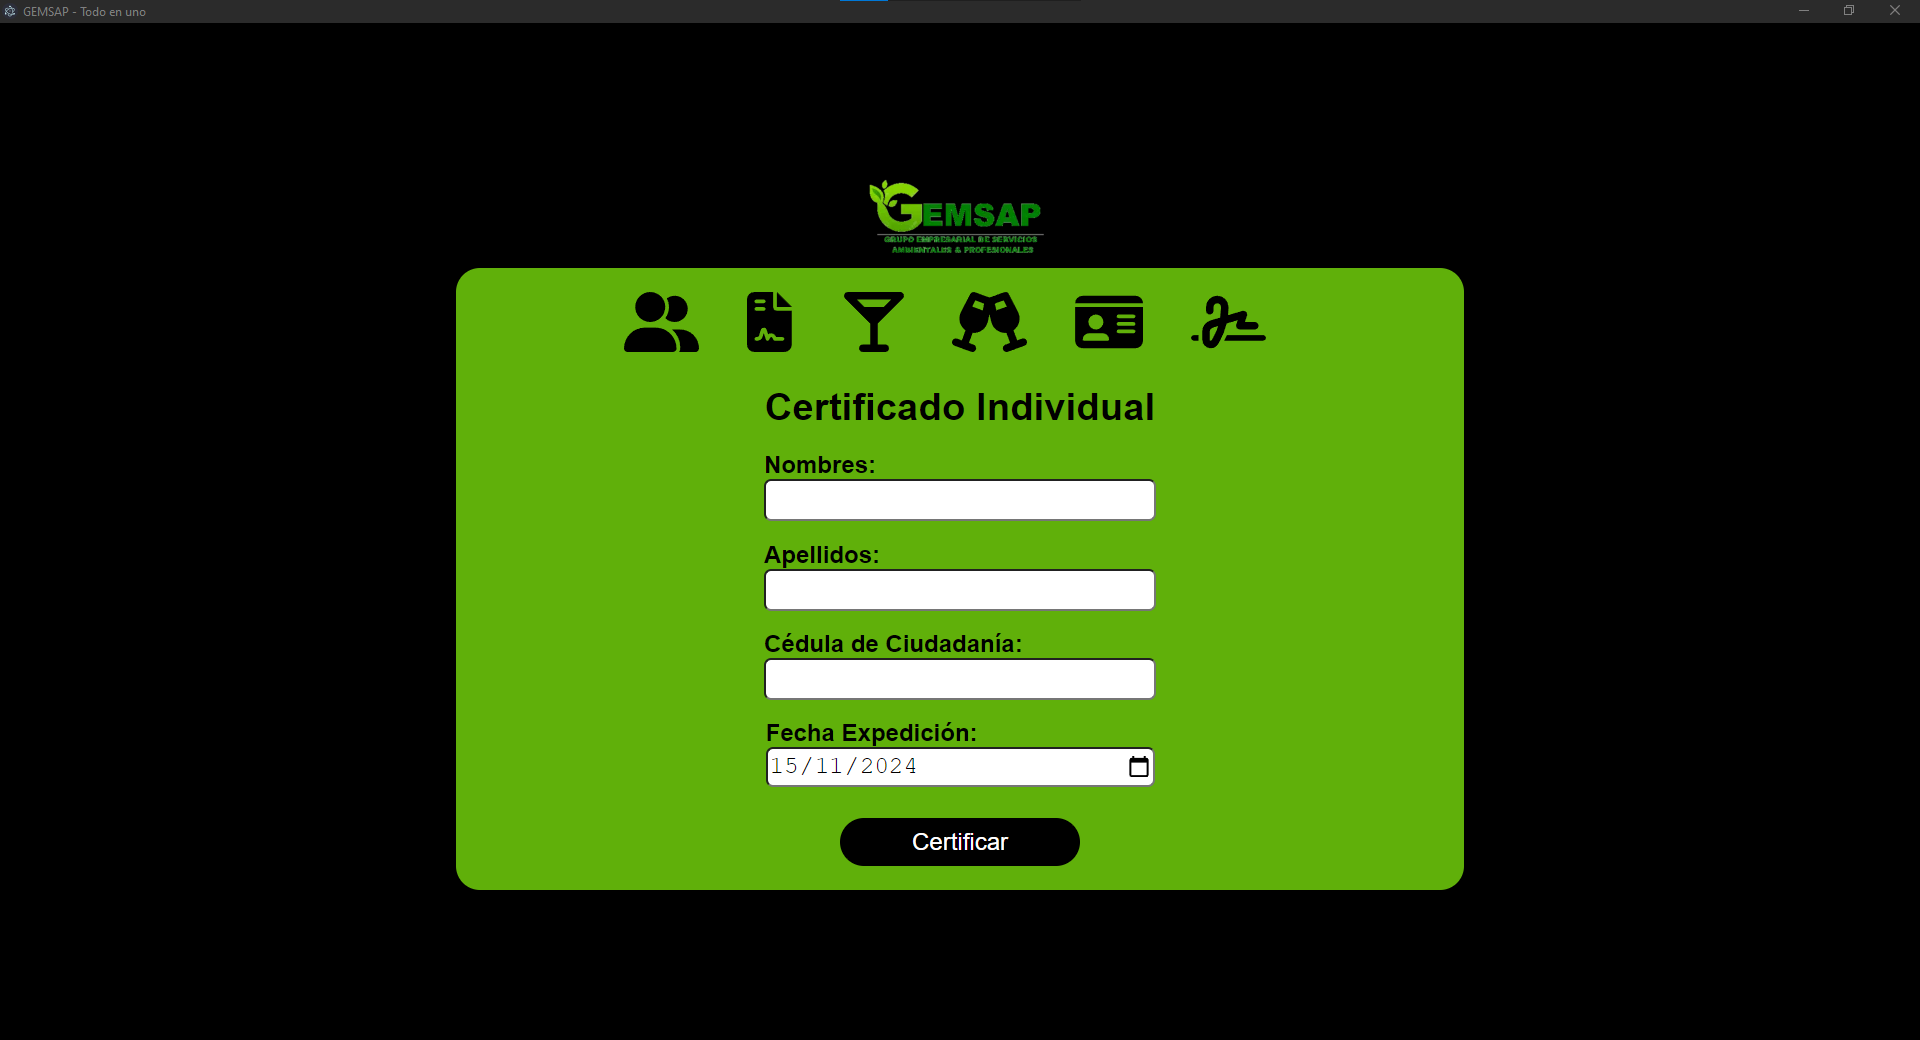 GEMSAP - Todo en uno
GEMSAP
GRUPO EMPRESARIAL DE SERVICIOS
AMBIENTALES & PROFESIONALES
Certificado Individual
Nombres:
Apellidos:
Cédula de Ciudadanía:
Fecha Expedición:
15/11/2024
Certificar